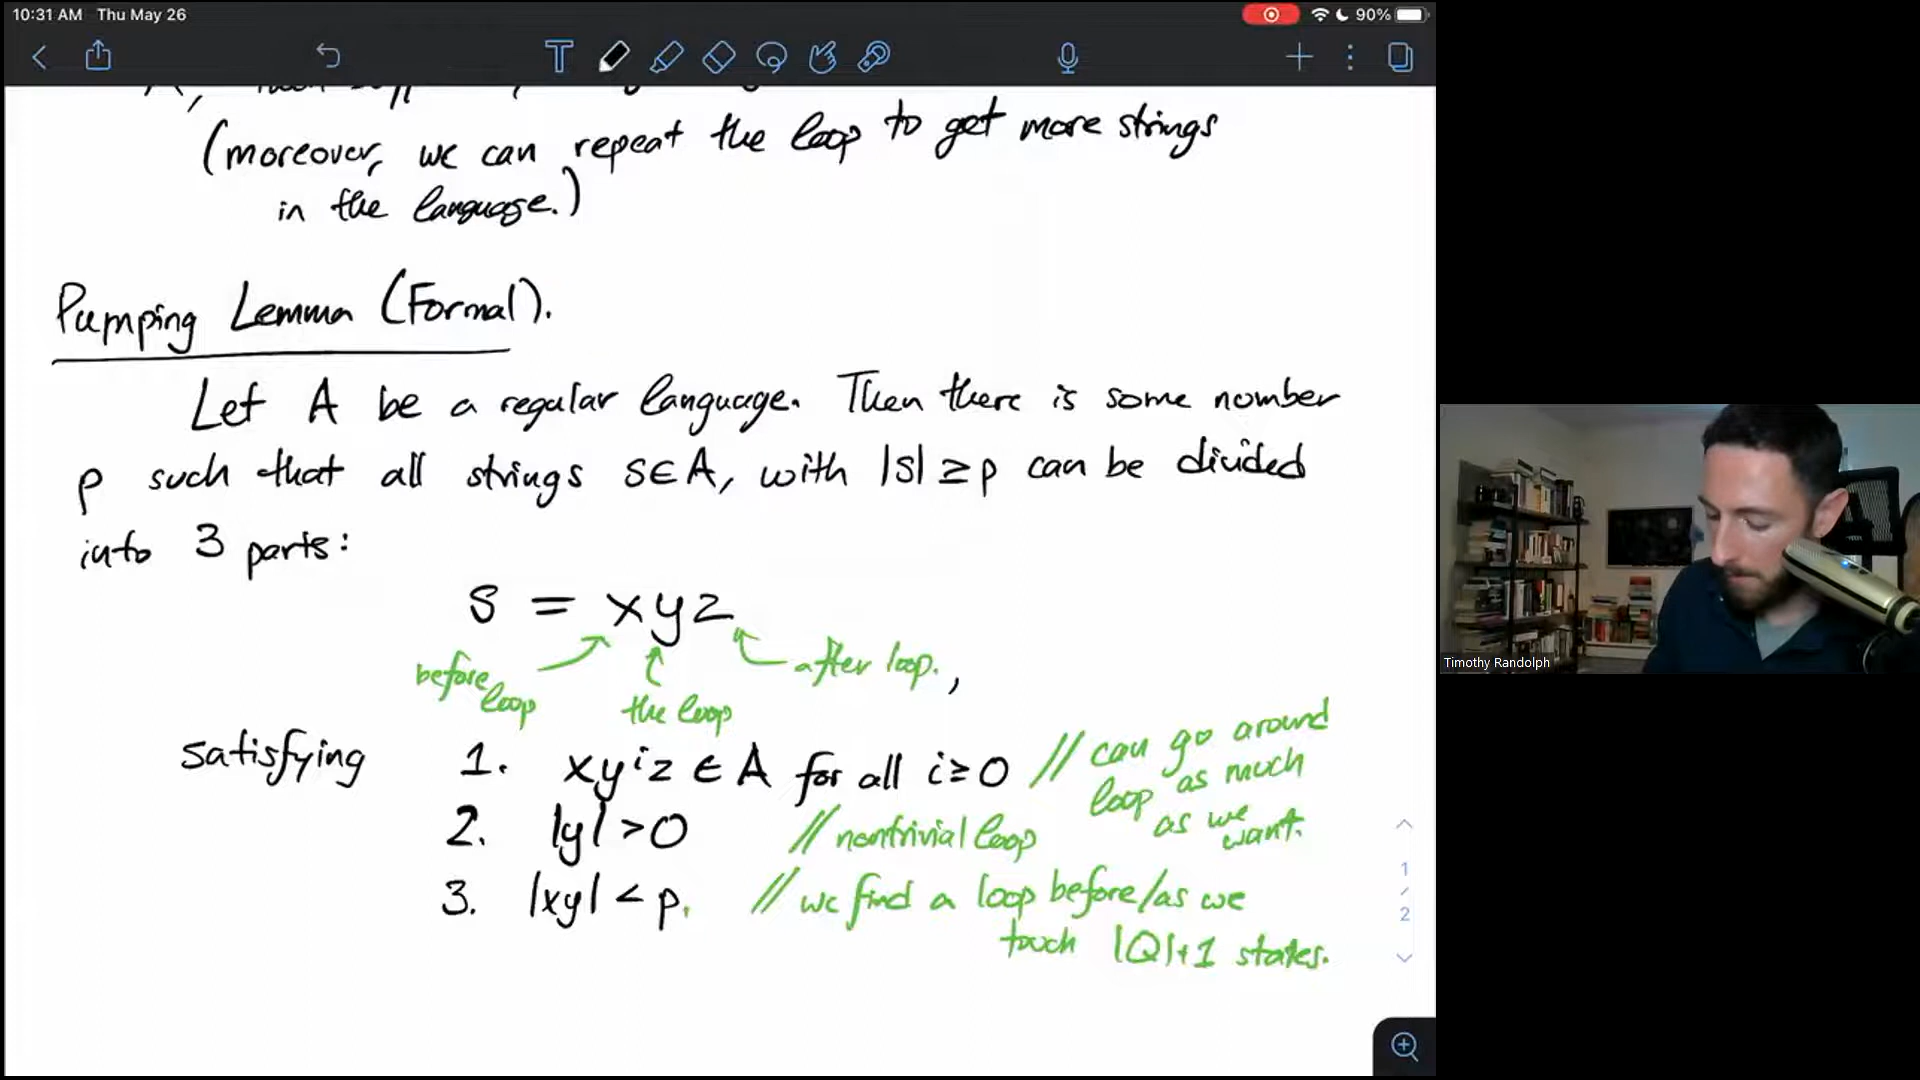 10:31 AM Thu May 26
90%
(moreover, we can repeat the loop to get more strings
in the language.)
Pumping Lemma (Formal).
Let A be a regular language. Then there is some number
p such that all strings s∈A, with |s| ≥ p can be divided
into 3 parts:
s = xyz
before loop
the loop
after loop.,
satisfying 1. xyⁱz ∈ A for all i≥0 // can go around
loop as much
as we
want.
2. |y| > 0 // nontrivial loop
3. |xy| < p. // we find a loop before/as we
touch |Q|+1 states.
1
/
2
Timothy Randolph